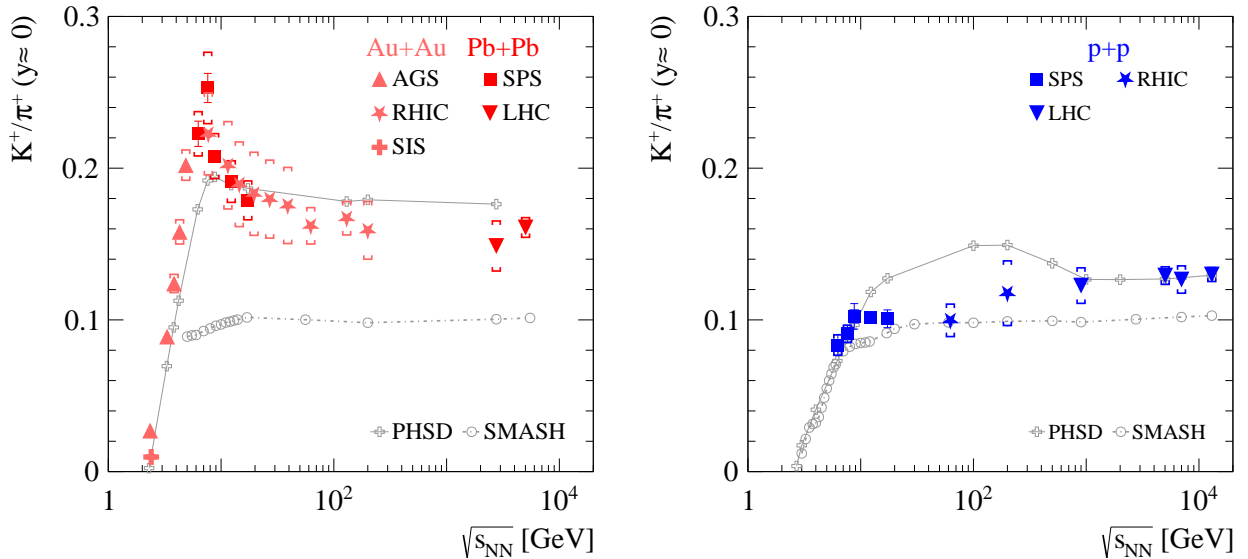 K⁺/π⁺ (y≈ 0)
0.3
0.2
0.1
0
Au+Au Pb+Pb
AGS SPS
RHIC LHC
SIS
PHSD SMASH
1 10 10² 10⁴
√sNN [GeV]
K⁺/π⁺ (y≈ 0)
0.3
0.2
0.1
0
p+p
SPS RHIC
LHC
PHSD SMASH
1 10 10² 10⁴
√sNN [GeV]